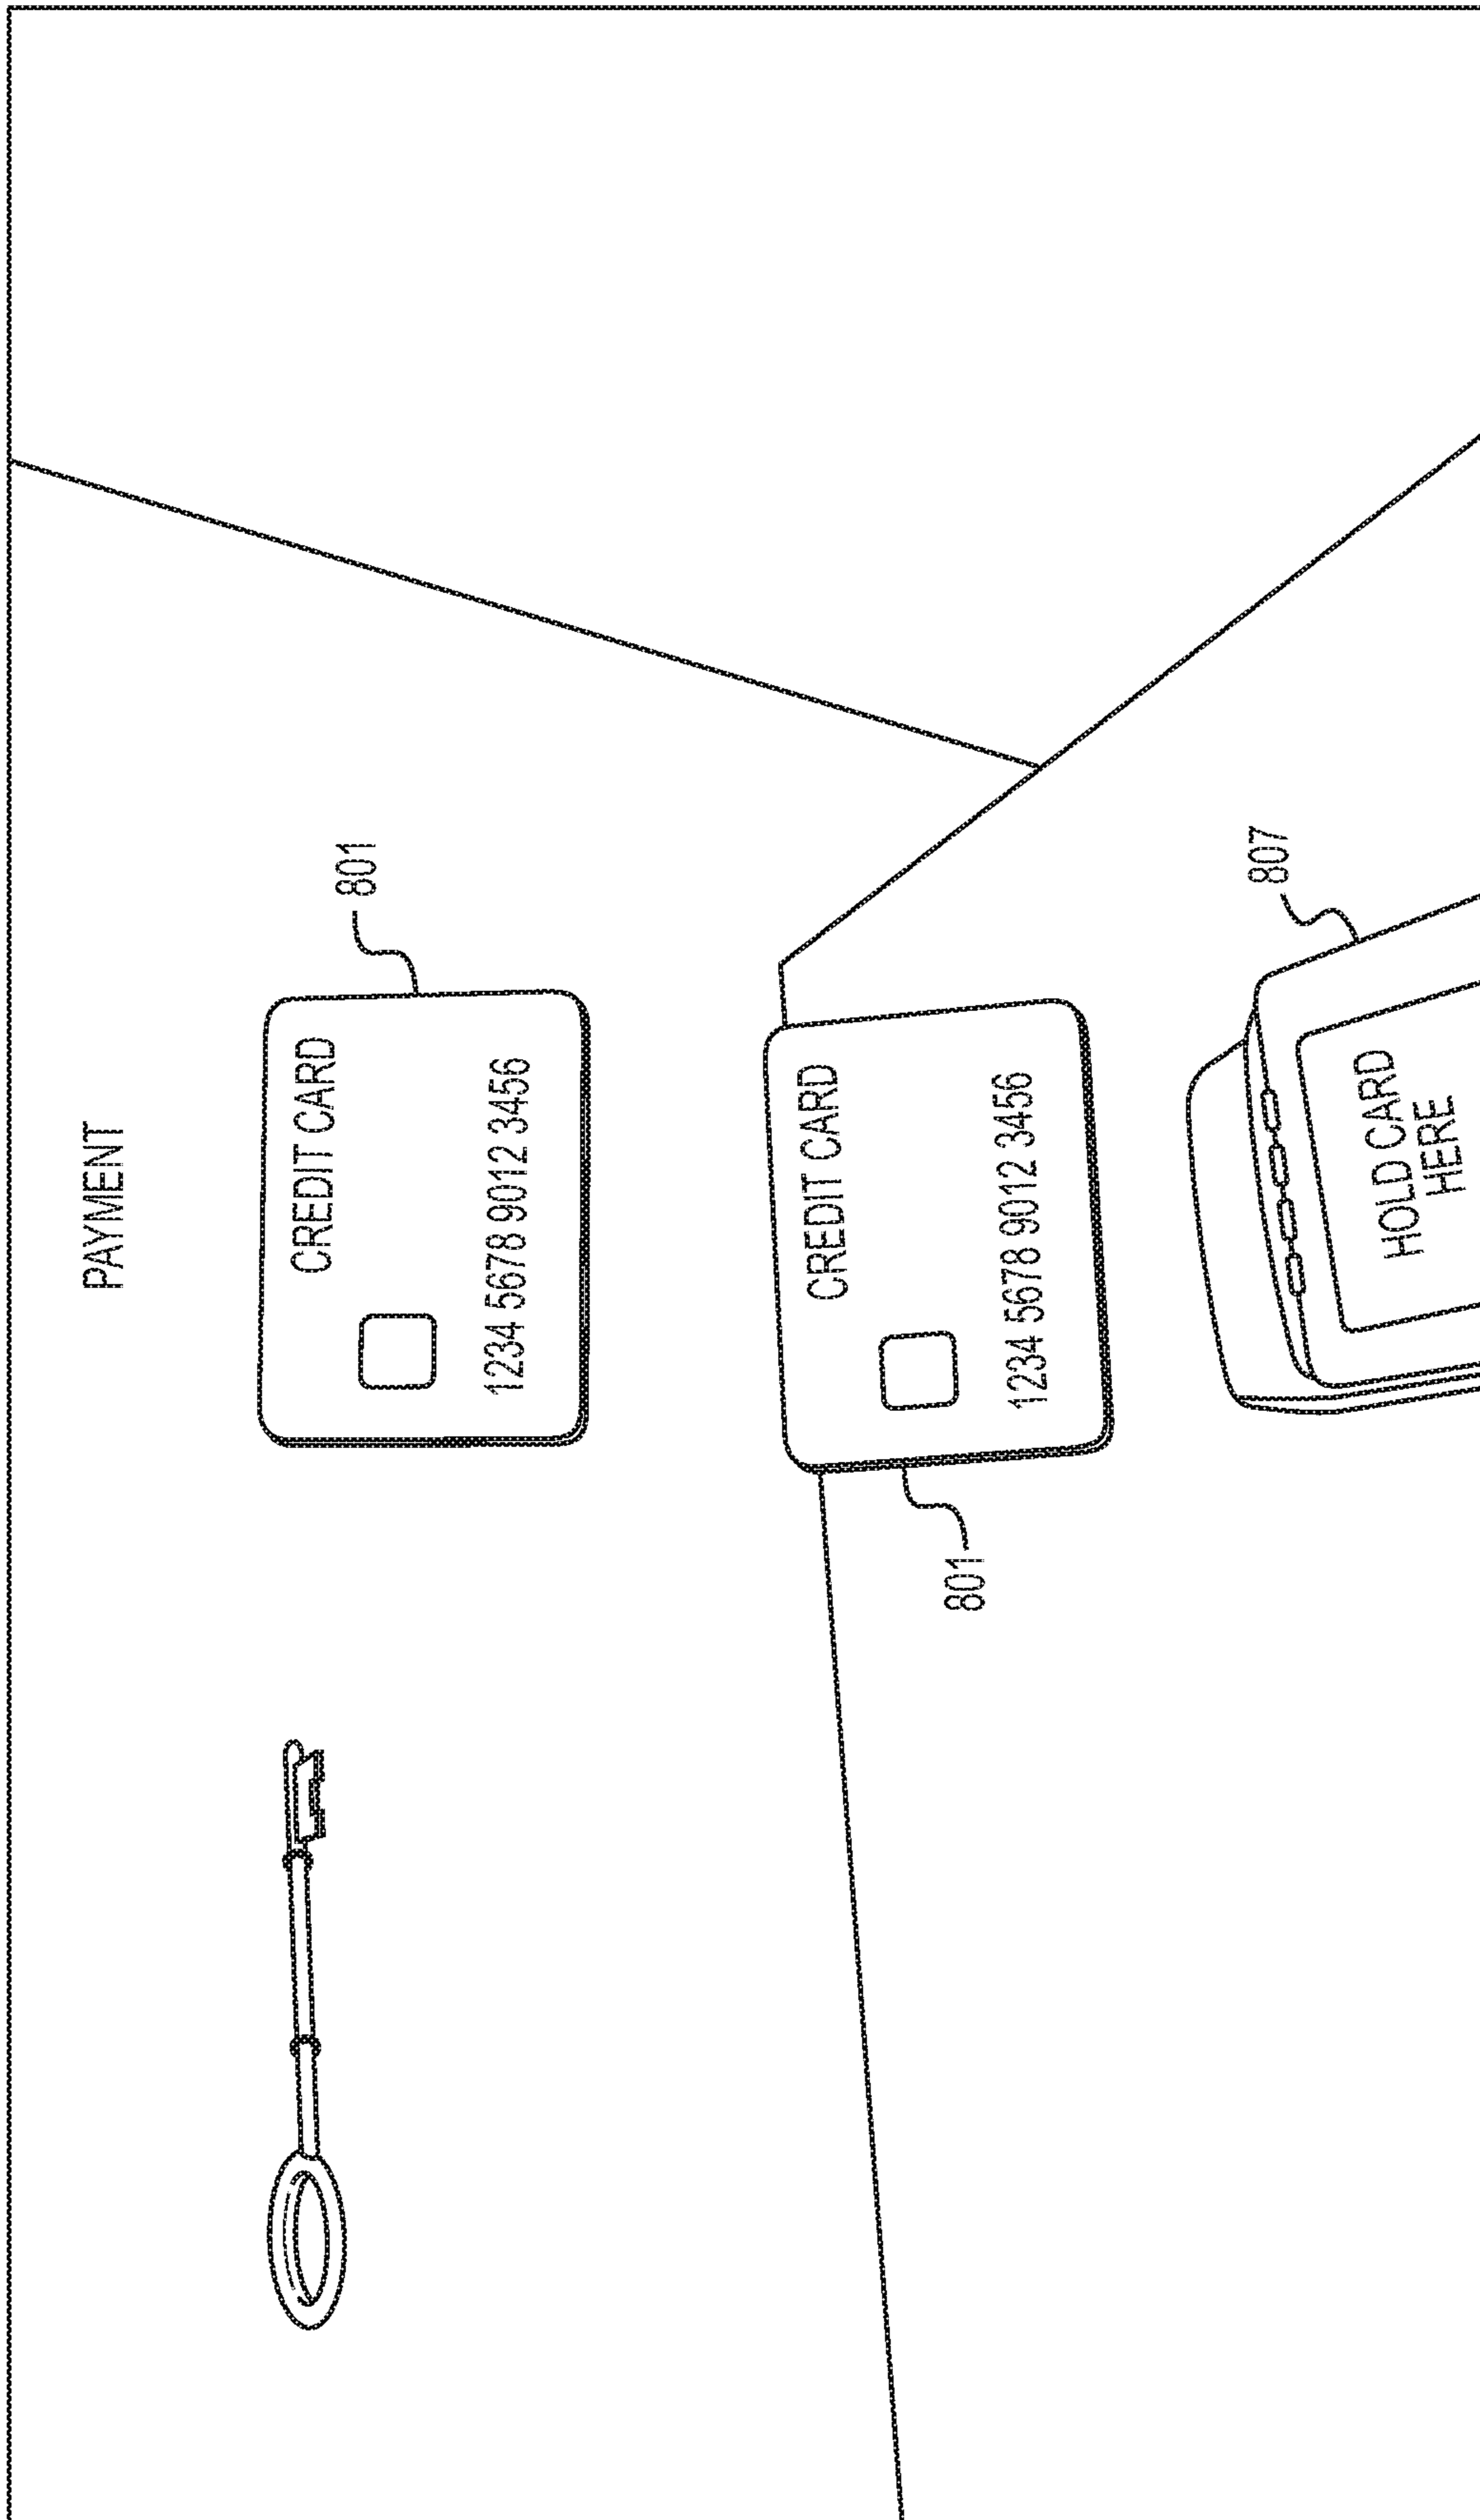 PAYMENT
801
CREDIT CARD
1234 5678 9012 3456
CREDIT CARD
1234 5678 9012 3456
801
807
HOLD CARD
HERE